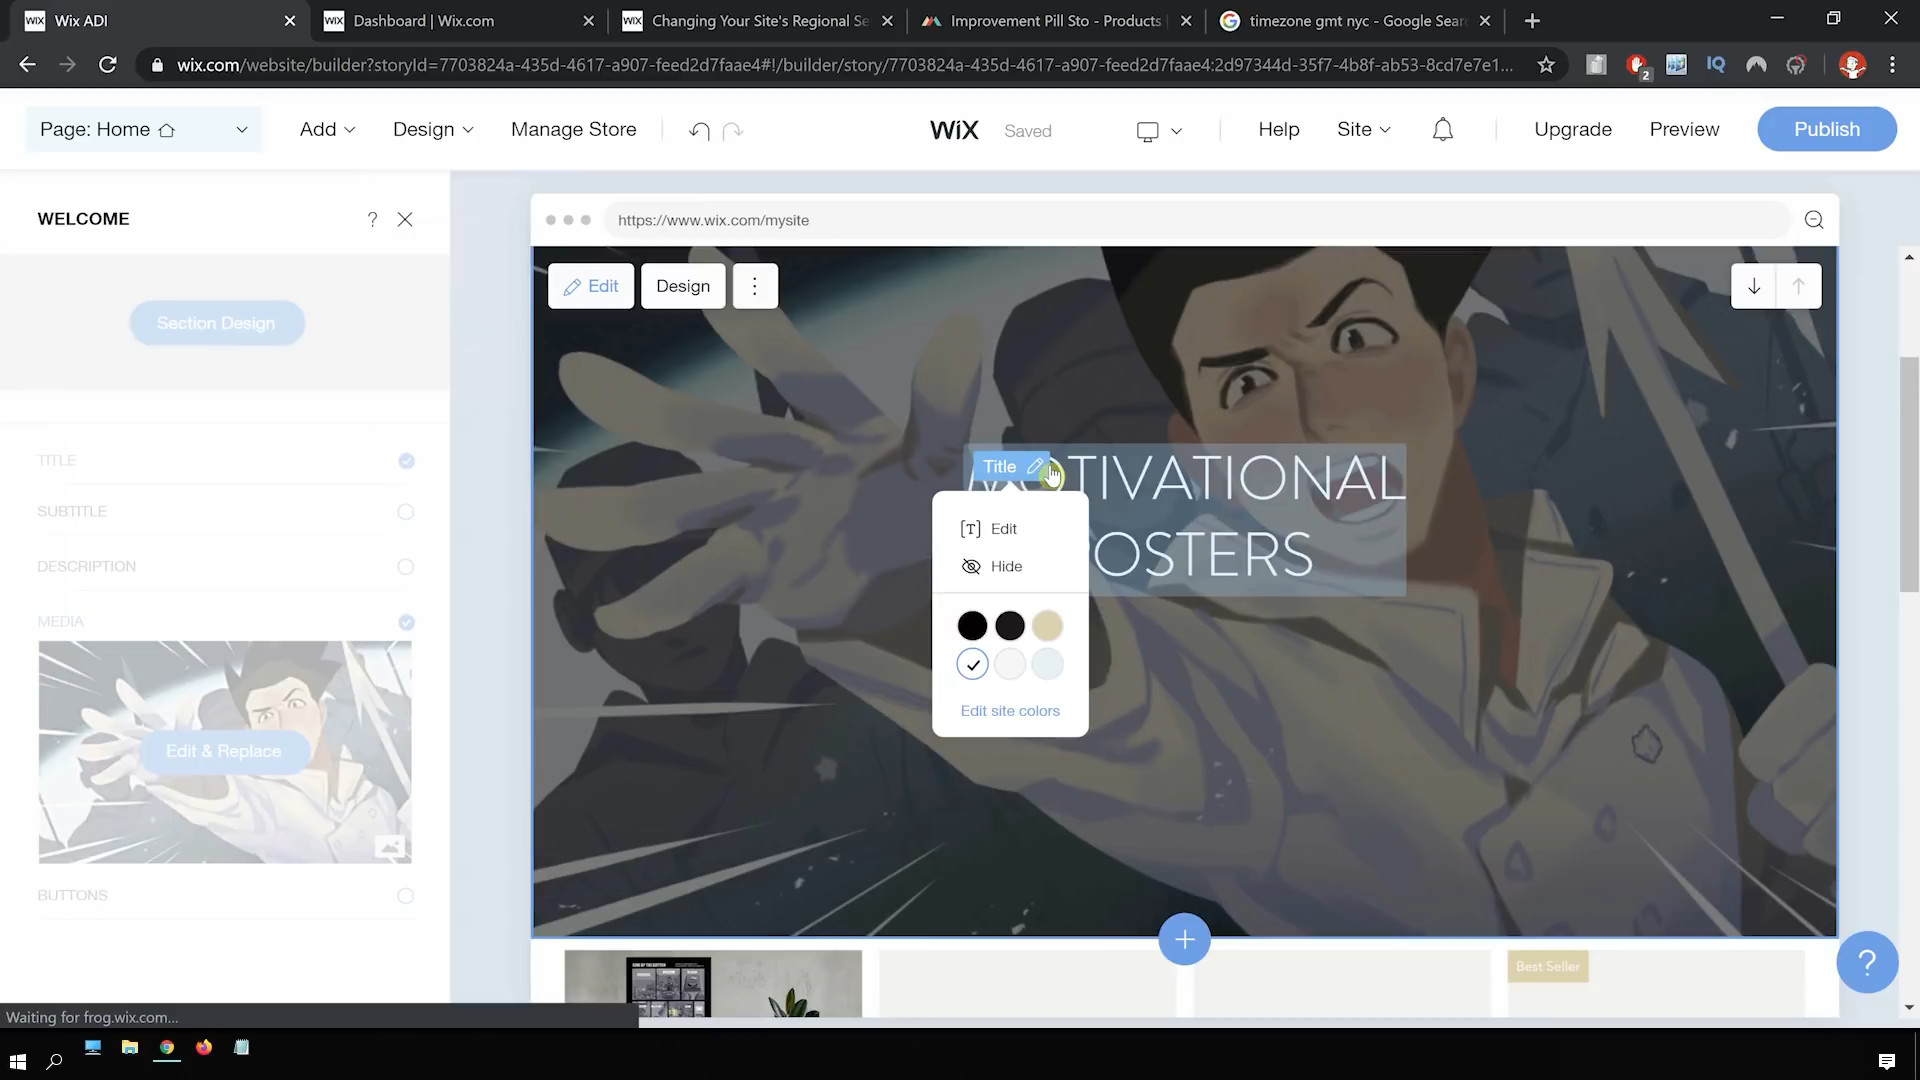 Wix ADI
Dashboard | Wix.com
Changing Your Site's Regional Se
Improvement Pill Sto - Products
timezone gmt nyc - Google Sear
wix.com/website/builder?storyId=7703824a-435d-4617-a907-feed2d7faae4#!/builder/story/7703824a-435d-4617-a907-feed2d7faae4:2d97344d-35f7-4b8f-ab53-8cd7e7e1...
2
IQ
Page: Home
Add
Design
Manage Store
WiX
Saved
Help
Site
Upgrade
Preview
Publish
WELCOME
?
https://www.wix.com/mysite
Section Design
Edit
Design
TITLE
SUBTITLE
DESCRIPTION
MEDIA
Edit & Replace
BUTTONS
Title
MOTIVATIONAL
POSTERS
Edit
Hide
Edit site colors
Best Seller
?
Waiting for frog.wix.com...